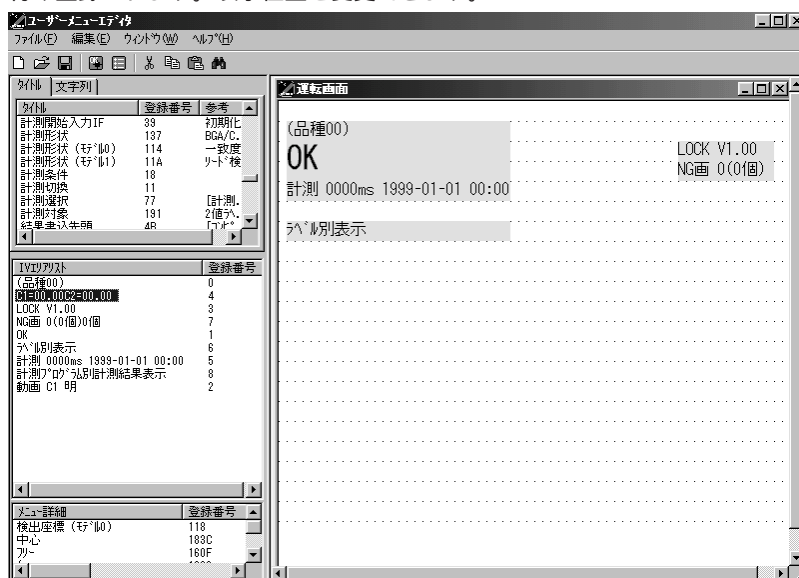 ユーザーメニューエディタ
ファイル(F) 編集(E) ウィンドウ(W) ヘルプ(H)
タイトル 文字列
タイトル 登録番号 参考
計測開始入力IF 39 初期化
計測形状 137 BGA/C.
計測形状 (モデル0) 114 一致度
計測形状 (モデル1) 11A リード検
計測条件 18
計測切換 11
計測選択 77 [計測.
計測対象 191 2値ラベ.
結果書込先頭 4B
IVエリアリスト 登録番号
(品種00) 0
C1=00.00C2=00.00 4
LOCK V1.00 3
NG画 0(0個)0個 7
OK 1
ラベル別表示 6
計測 0000ms 1999-01-01 00:00 5
計測プログラム別計測結果表示 8
動画 C1 明 2
メニュー詳細 登録番号
検出座標 (モデル0) 118
中心 183C
フリー 160F
運転画面
(品種00)
OK
計測 0000ms 1999-01-01 00:00
ラベル別表示
LOCK V1.00
NG画 0(0個)